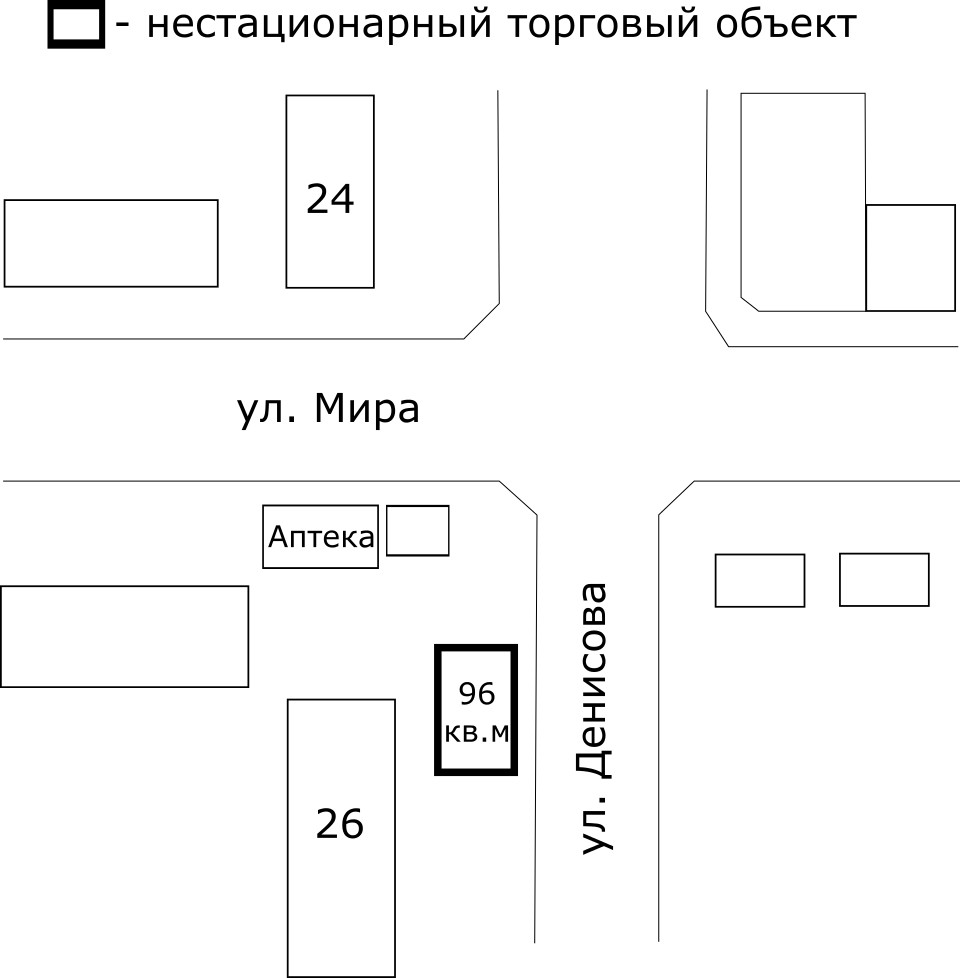 - нестационарный торговый объект
24
ул. Мира
Аптека
96
кв.м
ул. Денисова
26